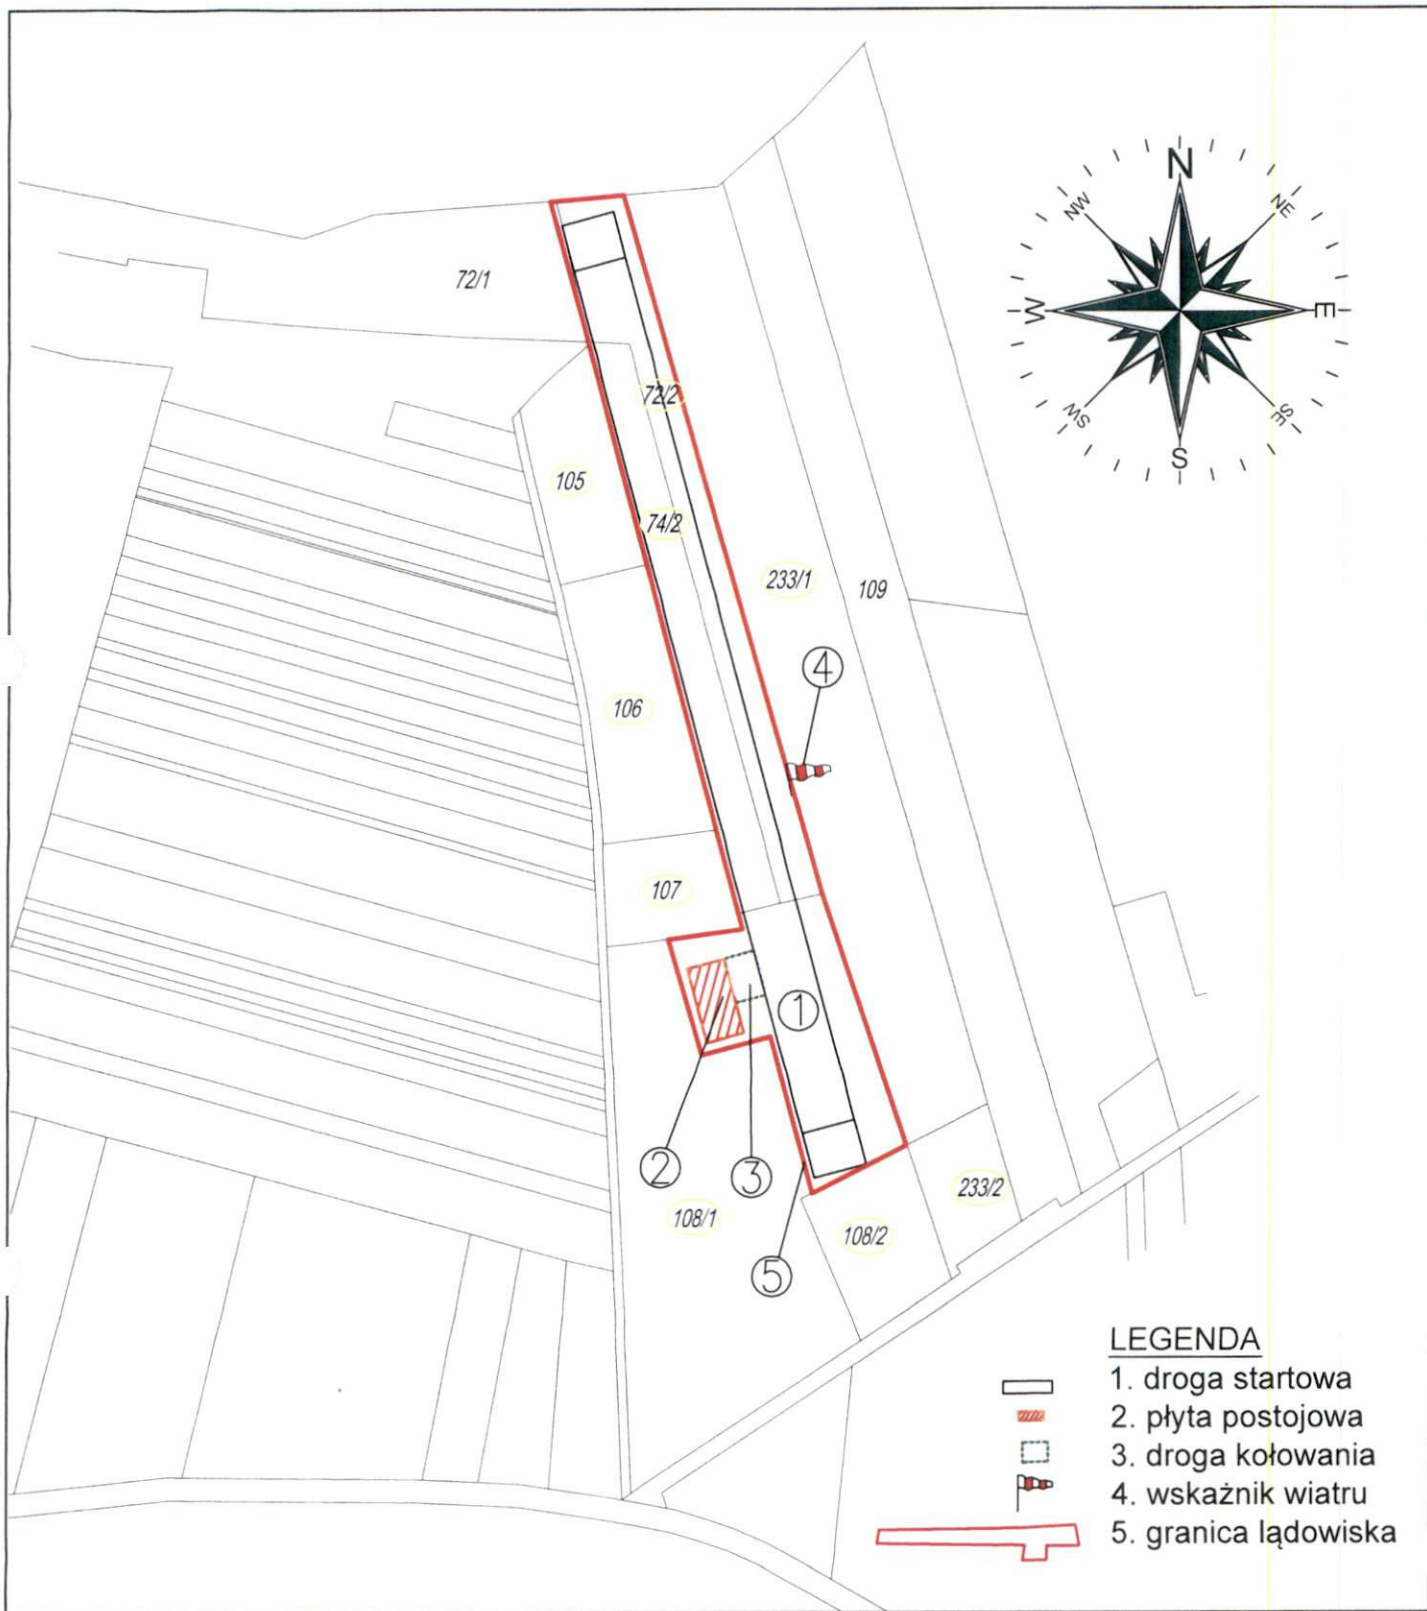 N
NW
NE
72/1
W
E
72/2
SW
SE
S
105
74/2
233/1
109
4
106
107
1
2
3
233/2
108/1
108/2
5
LEGENDA
1. droga startowa
2. płyta postojowa
3. droga kołowania
4. wskaźnik wiatru
5. granica lądowiska